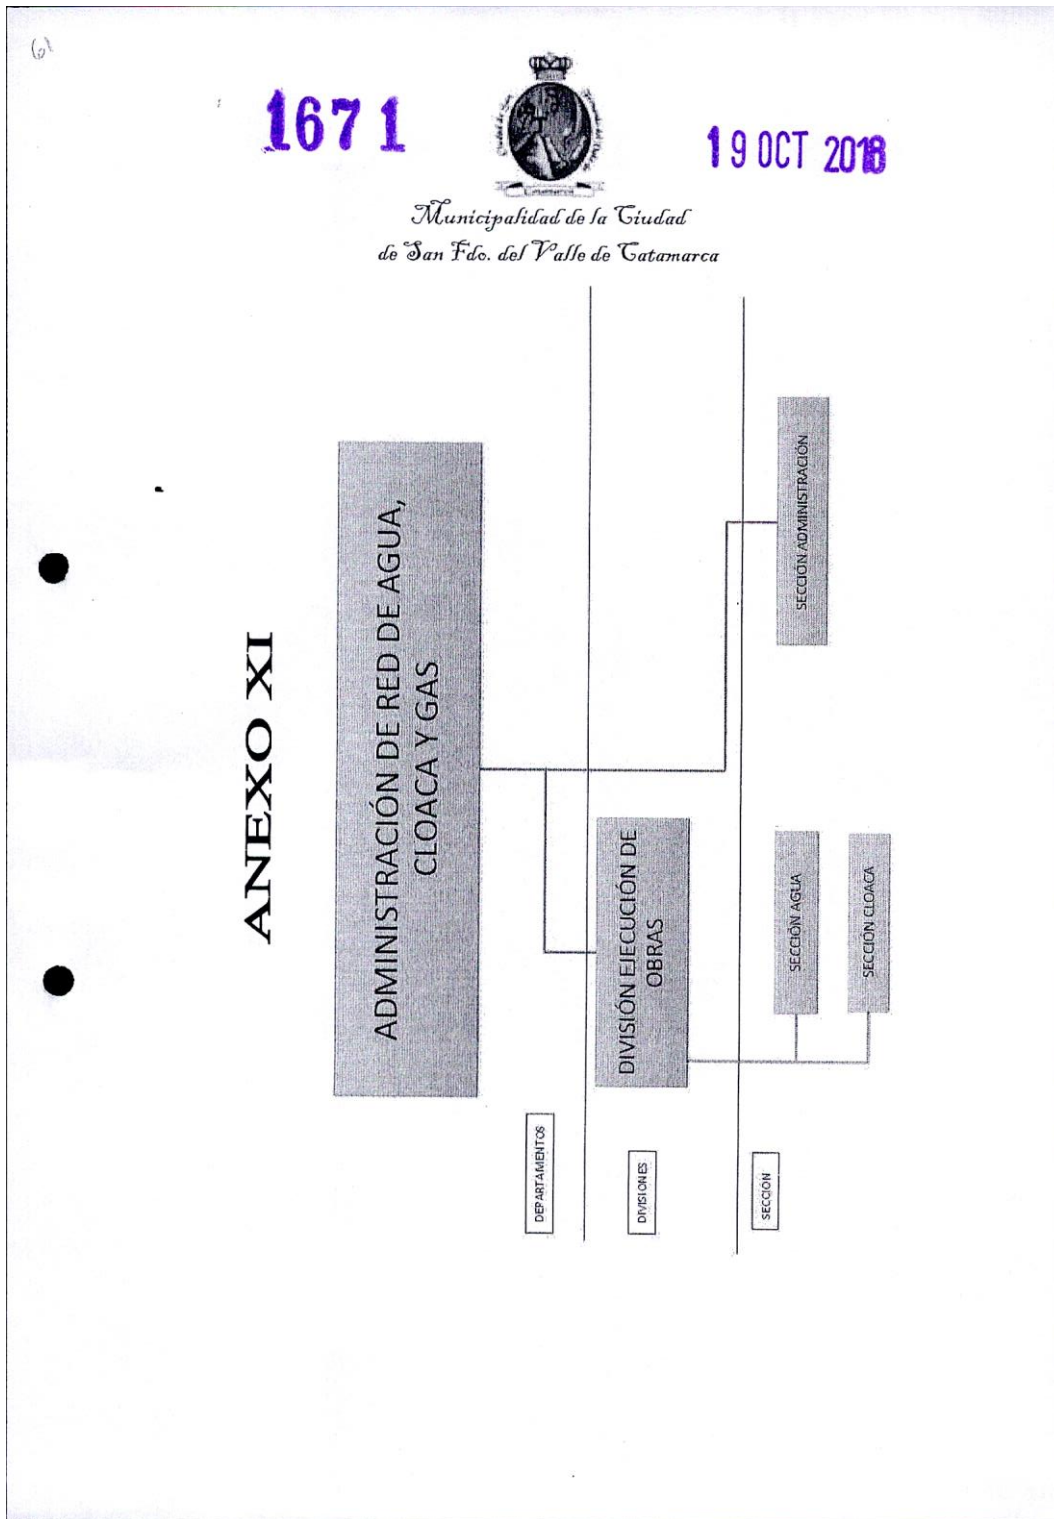 1671
19 OCT 2018
Municipalidad de la Ciudad
de San Fdo. del Valle de Catamarca
ANEXO XI
ADMINISTRACIÓN DE RED DE AGUA,
CLOACA Y GAS
DEPARTAMENTOS
DIVISIÓN EJECUCIÓN DE
OBRAS
DIVISIONES
SECCIÓN ADMINISTRACIÓN
SECCIÓN AGUA
SECCIÓN CLOACA
SECCIÓN